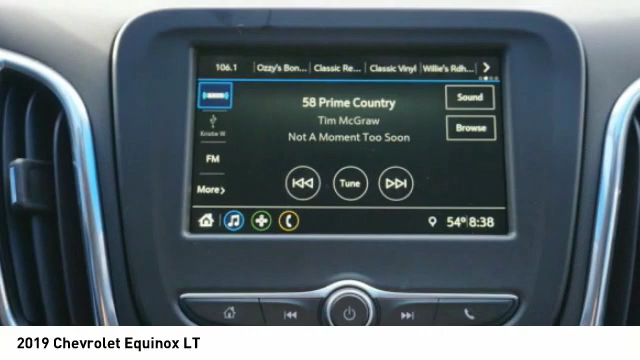 106.1 Ozzy's Bon... Classic Re... Classic Vinyl Willie's Rdh...
58 Prime Country
Sound
Tim McGraw
Kristie W
Browse
Not A Moment Too Soon
FM
Tune
More
54° 8:38
2019 Chevrolet Equinox LT